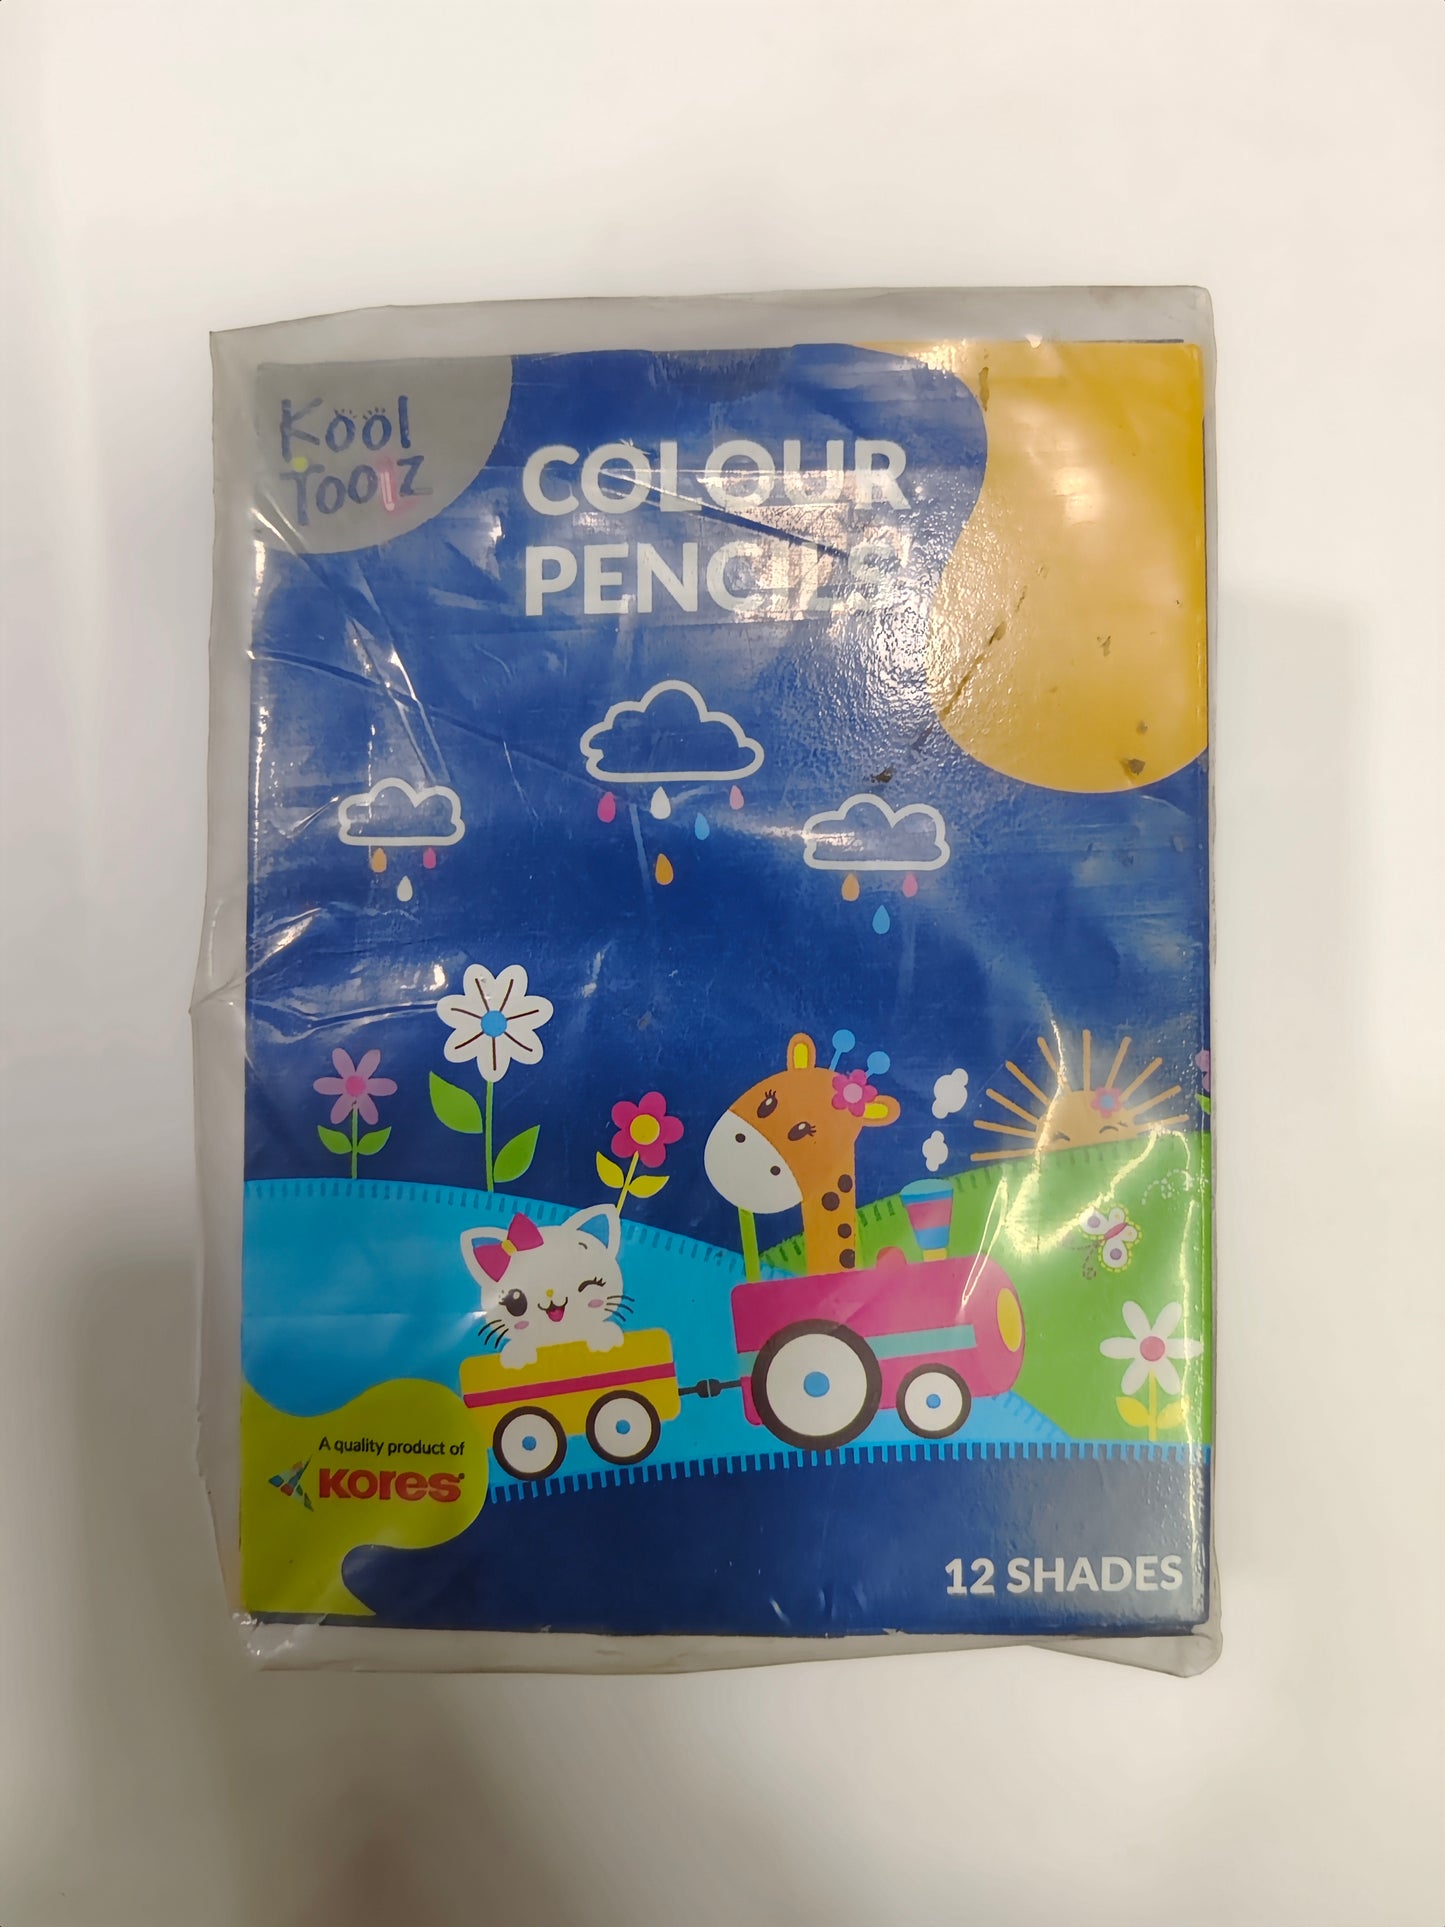 Kool
Toolz
COLOUR
PENCILS
A quality product of
KORES
12 SHADES